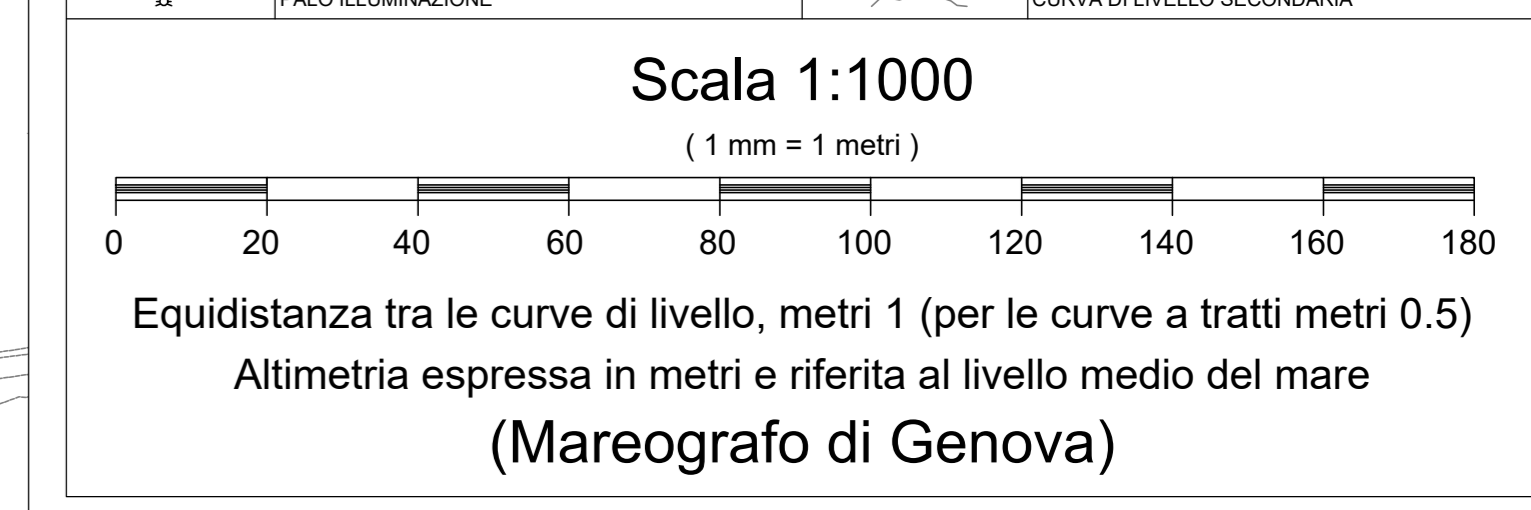 PALO ILLUMINAZIONE CURVA DI LIVELLO SECONDARIA
Scala 1:1000
( 1 mm = 1 metri )
0 20 40 60 80 100 120 140 160 180
Equidistanza tra le curve di livello, metri 1 (per le curve a tratti metri 0.5)
Altimetria espressa in metri e riferita al livello medio del mare
(Mareografo di Genova)